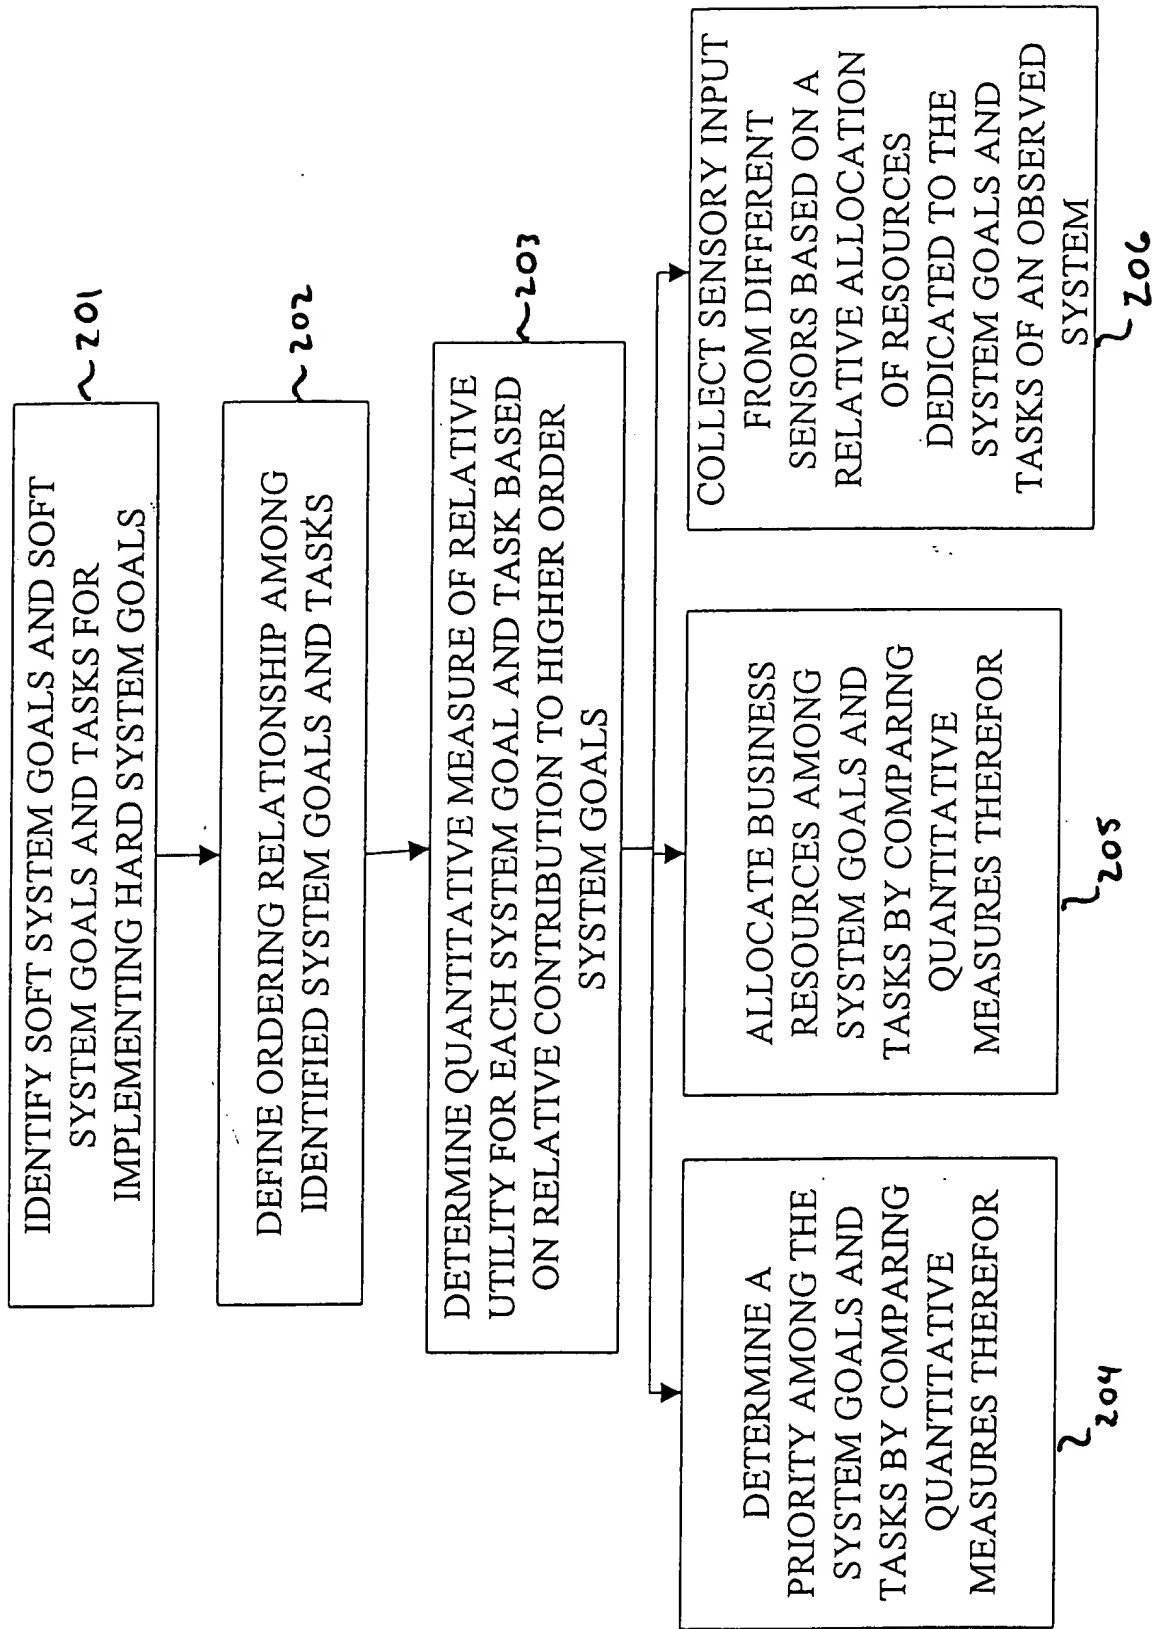 IDENTIFY SOFT SYSTEM GOALS AND SOFT
SYSTEM GOALS AND TASKS FOR
IMPLEMENTING HARD SYSTEM GOALS
~201
DEFINE ORDERING RELATIONSHIP AMONG
IDENTIFIED SYSTEM GOALS AND TASKS
~202
DETERMINE QUANTITATIVE MEASURE OF RELATIVE
UTILITY FOR EACH SYSTEM GOAL AND TASK BASED
ON RELATIVE CONTRIBUTION TO HIGHER ORDER
SYSTEM GOALS
~203
DETERMINE A
PRIORITY AMONG THE
SYSTEM GOALS AND
TASKS BY COMPARING
QUANTITATIVE
MEASURES THEREFOR
~204
ALLOCATE BUSINESS
RESOURCES AMONG
SYSTEM GOALS AND
TASKS BY COMPARING
QUANTITATIVE
MEASURES THEREFOR
~205
COLLECT SENSORY INPUT
FROM DIFFERENT
SENSORS BASED ON A
RELATIVE ALLOCATION
OF RESOURCES
DEDICATED TO THE
SYSTEM GOALS AND
TASKS OF AN OBSERVED
SYSTEM
~206